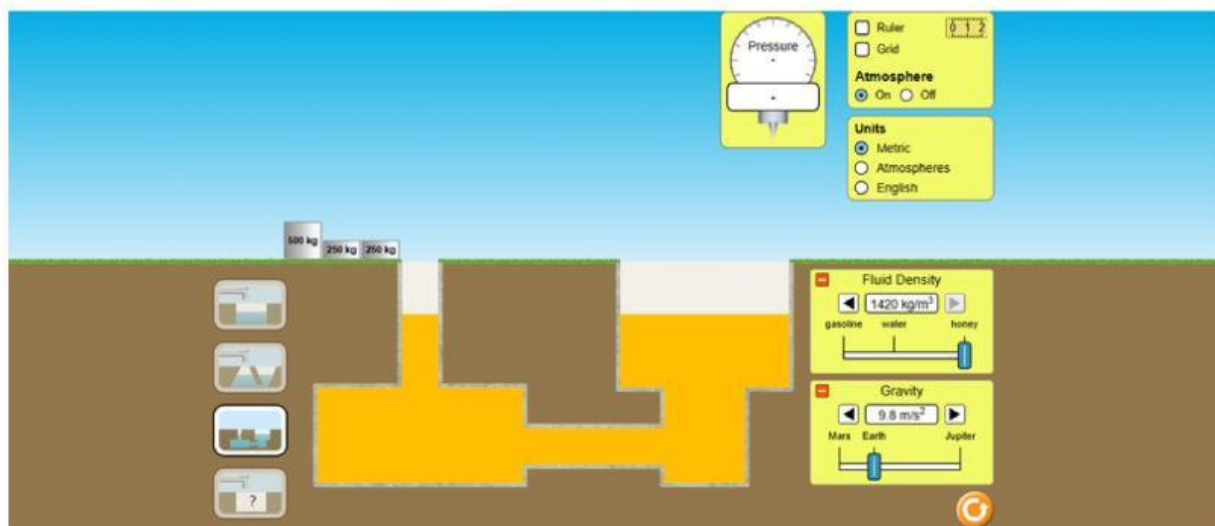 Pressure
-
-
Ruler
0 1 2
Grid
Atmosphere
On Off
Units
Metric
Atmospheres
English
500 kg
250 kg 250 kg
Fluid Density
1420 kg/m³
gasoline water honey
?
Gravity
9.8 m/s²
Mars Earth Jupiter